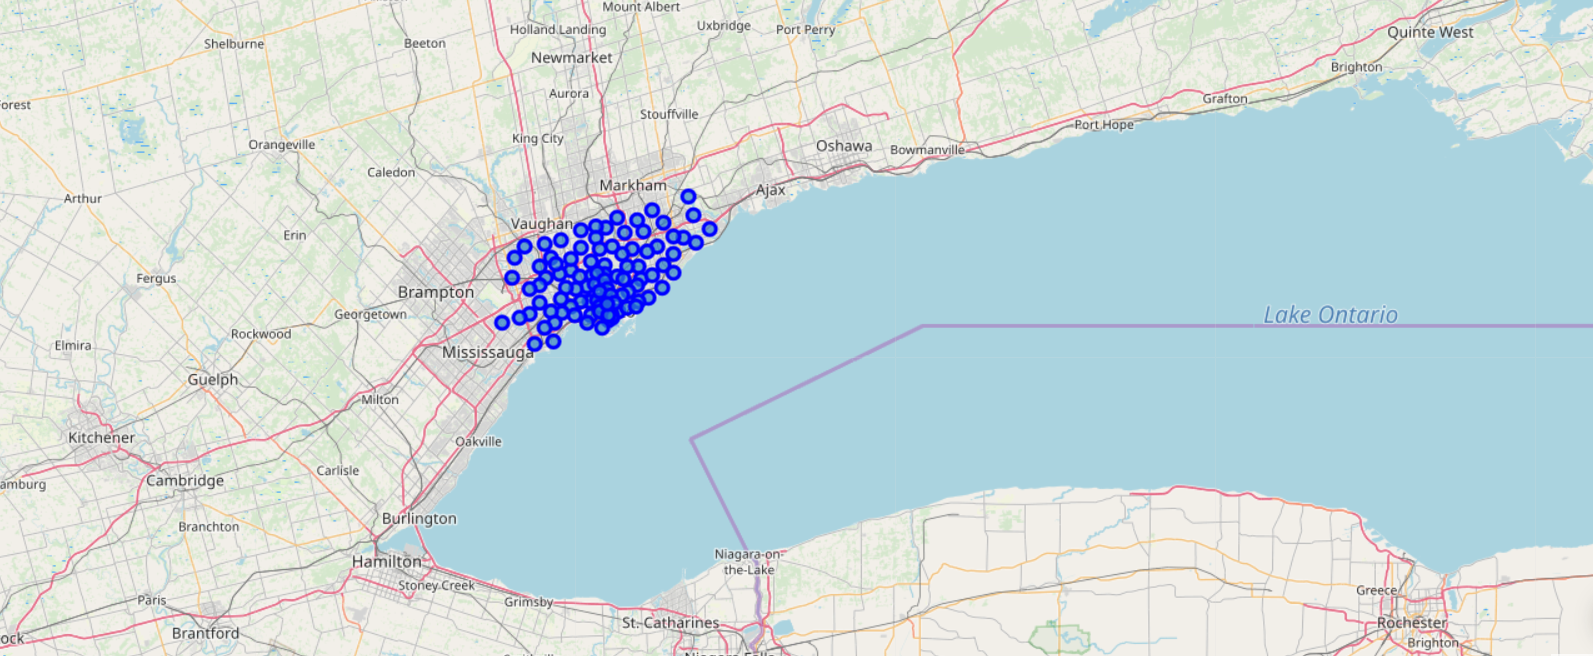 Mount Albert
Holland Landing
Uxbridge
Port Perry
Quinte West
Shelburne
Beeton
Newmarket
Brighton
Aurora
Grafton
Forest
Stouffville
King City
Port Hope
Orangeville
Oshawa
Bowmanville
Caledon
Markham
Ajax
Arthur
Vaughan
Erin
Fergus
Brampton
Georgetown
Lake Ontario
Rockwood
Elmira
Mississauga
Guelph
Milton
Kitchener
Oakville
Carlisle
Cambridge
amburg
Burlington
Branchton
Niagara-on-
the-Lake
Hamilton
Stoney Creek
Greece
Paris
Grimsby
St. Catharines
Rochester
Brantford
ock
Brighton
Niagara Falls